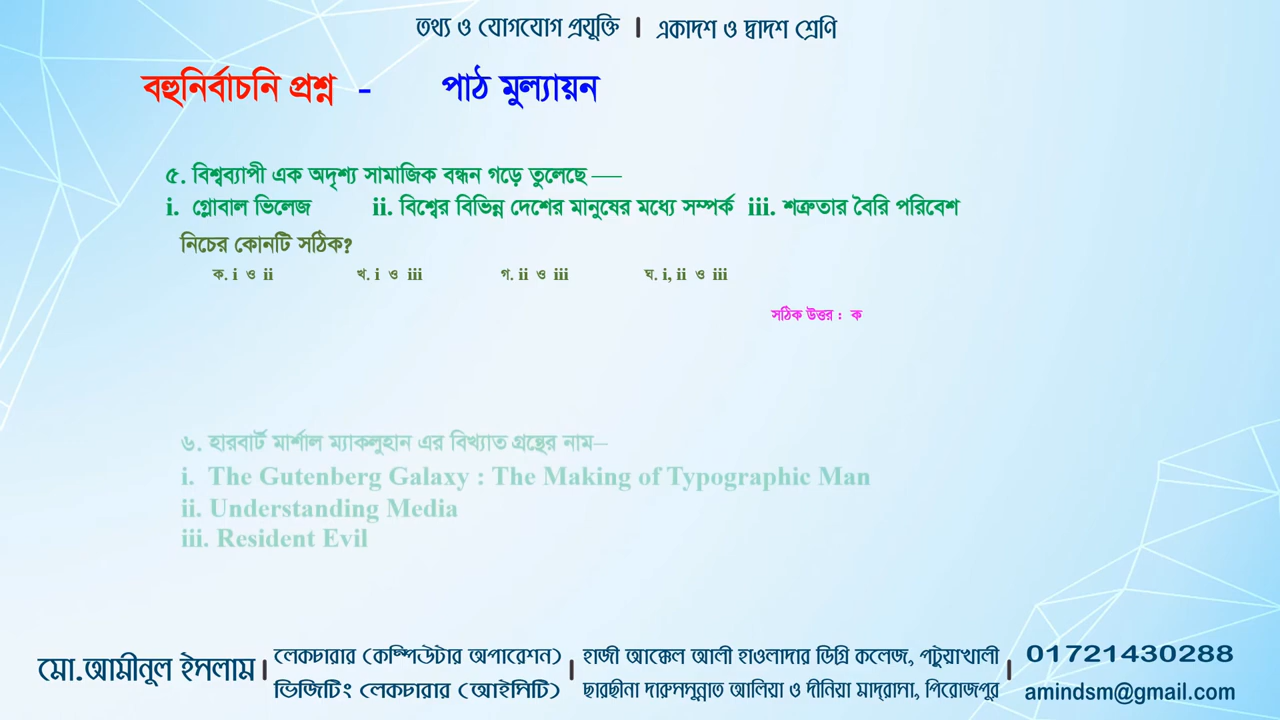 তথ্য ও যোগযোগ প্রযুক্তি | একাদশ ও দ্বাদশ শ্রেণি
বহুনির্বাচনি প্রশ্ন - পাঠ মুল্যায়ন
৫. বিশ্বব্যাপী এক অদৃশ্য সামাজিক বন্ধন গড়ে তুলেছে —
i. গ্লোবাল ভিলেজ ii. বিশ্বের বিভিন্ন দেশের মানুষের মধ্যে সম্পর্ক iii. শত্রুতার বৈরি পরিবেশ
নিচের কোনটি সঠিক?
ক. i ও ii খ. i ও iii গ. ii ও iii ঘ. i, ii ও iii
সঠিক উত্তর : ক
৬. হারবার্ট মার্শাল ম্যাকলুহান এর বিখ্যাত গ্রন্থের নাম–
i. The Gutenberg Galaxy : The Making of Typographic Man
ii. Understanding Media
iii. Resident Evil
মো.আমীনূল ইসলাম | লেকচারার (কম্পিউটার অপারেশন) | হাজী আক্কেল আলী হাওলাদার ডিগ্রি কলেজ, পটুয়াখালী | 01721430288
ভিজিটিং লেকচারার (আইসিটি) ছারছীনা দারুসসুন্নাত আলিয়া ও দীনিয়া মাদ্রাসা, পিরোজপুর amindsm@gmail.com